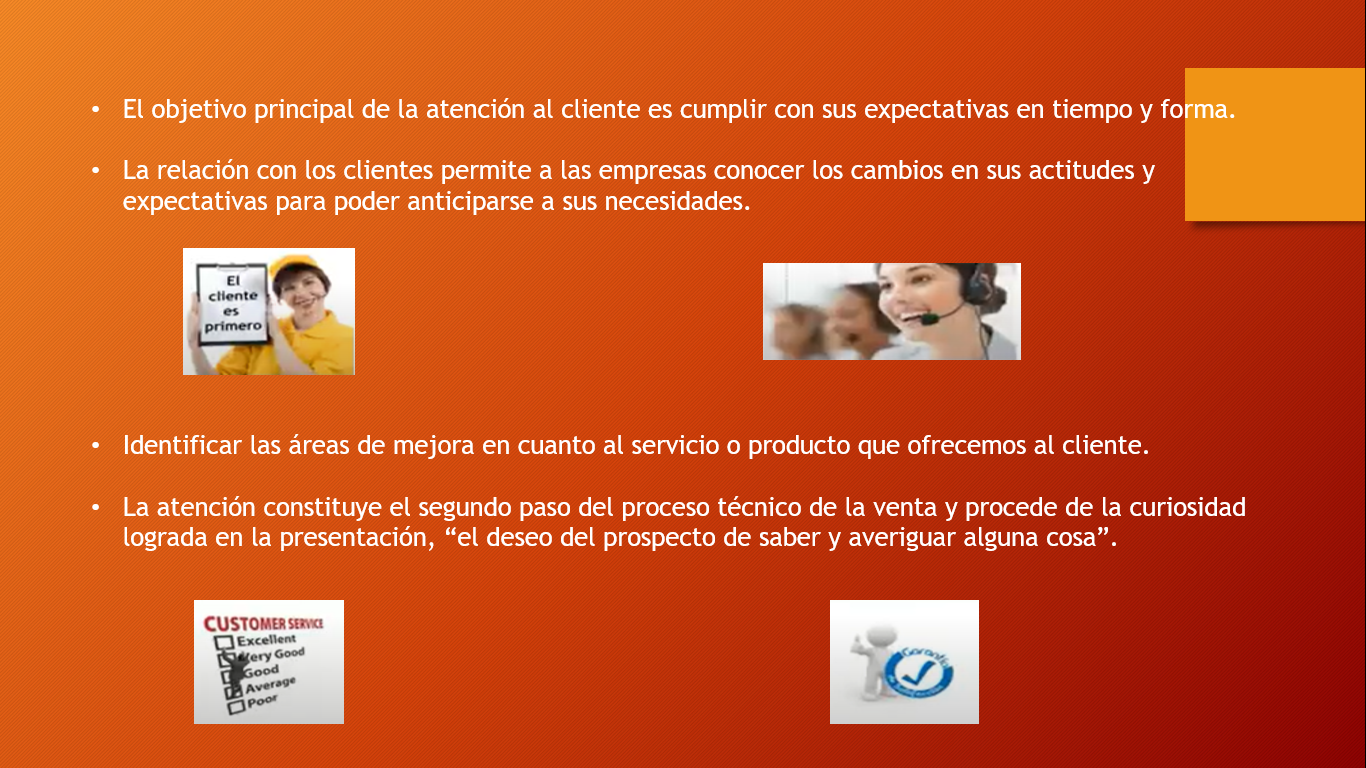 • El objetivo principal de la atención al cliente es cumplir con sus expectativas en tiempo y forma.
• La relación con los clientes permite a las empresas conocer los cambios en sus actitudes y
expectativas para poder anticiparse a sus necesidades.
El
cliente
es
primero
• Identificar las áreas de mejora en cuanto al servicio o producto que ofrecemos al cliente.
• La atención constituye el segundo paso del proceso técnico de la venta y procede de la curiosidad
lograda en la presentación, “el deseo del prospecto de saber y averiguar alguna cosa”.
CUSTOMER SERVICE
Excellent
Very Good
Good
Average
Poor
Garantía